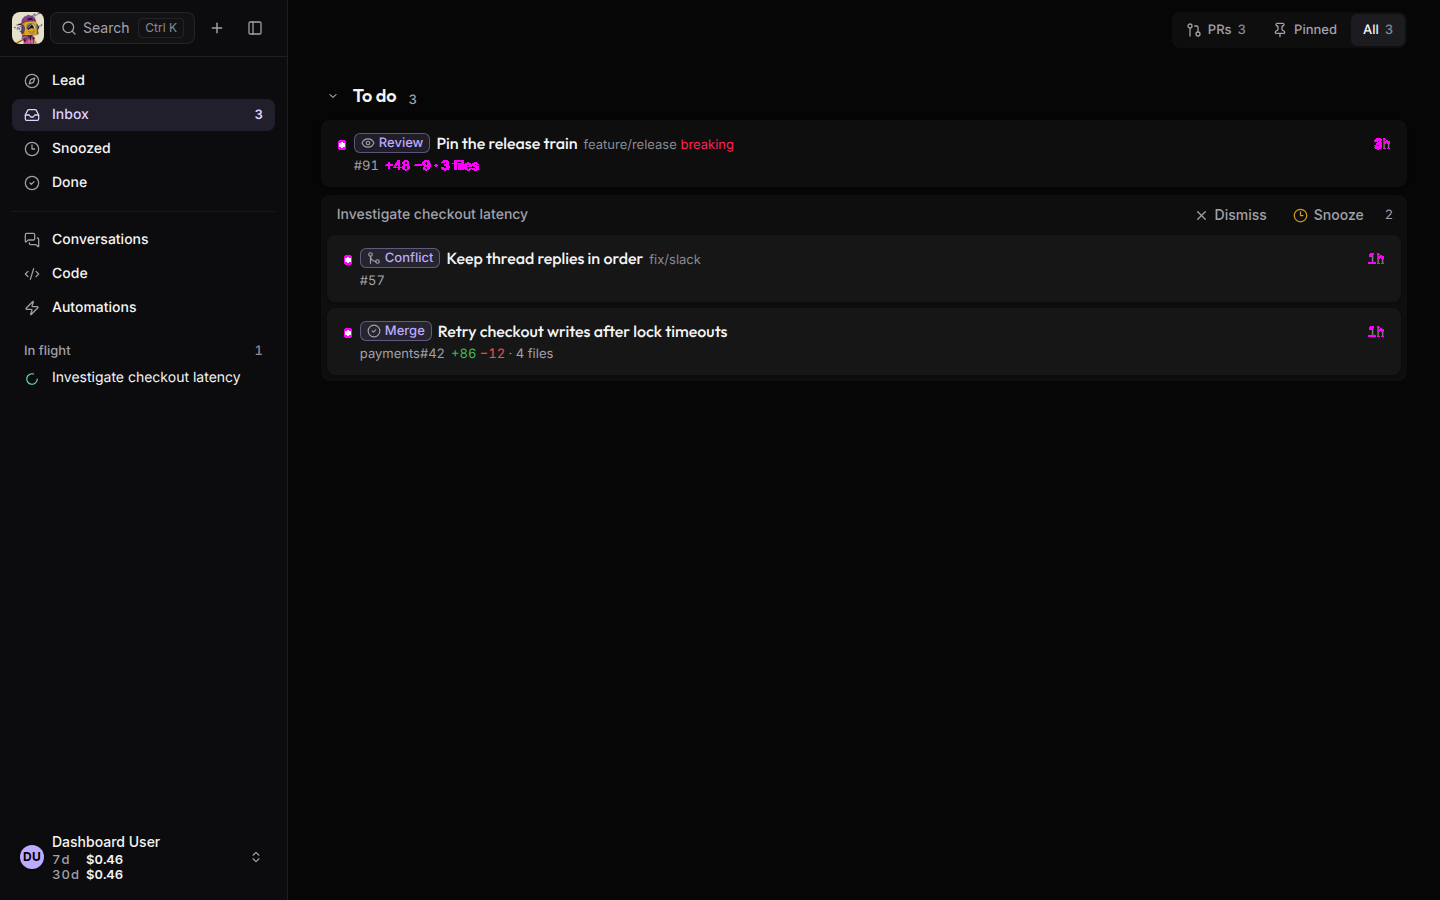 Search Ctrl K
PRs 3 Pinned All 3
Lead
Inbox 3
Snoozed
Done
Conversations
Code
Automations
In flight 1
Investigate checkout latency
To do 3
Review Pin the release train feature/release breaking
#91 +48 −9 · 3 files
Investigate checkout latency Dismiss Snooze 2
Conflict Keep thread replies in order fix/slack 1h
#57
Merge Retry checkout writes after lock timeouts 1h
payments#42 +86 −12 · 4 files
DU Dashboard User
7d $0.46
30d $0.46